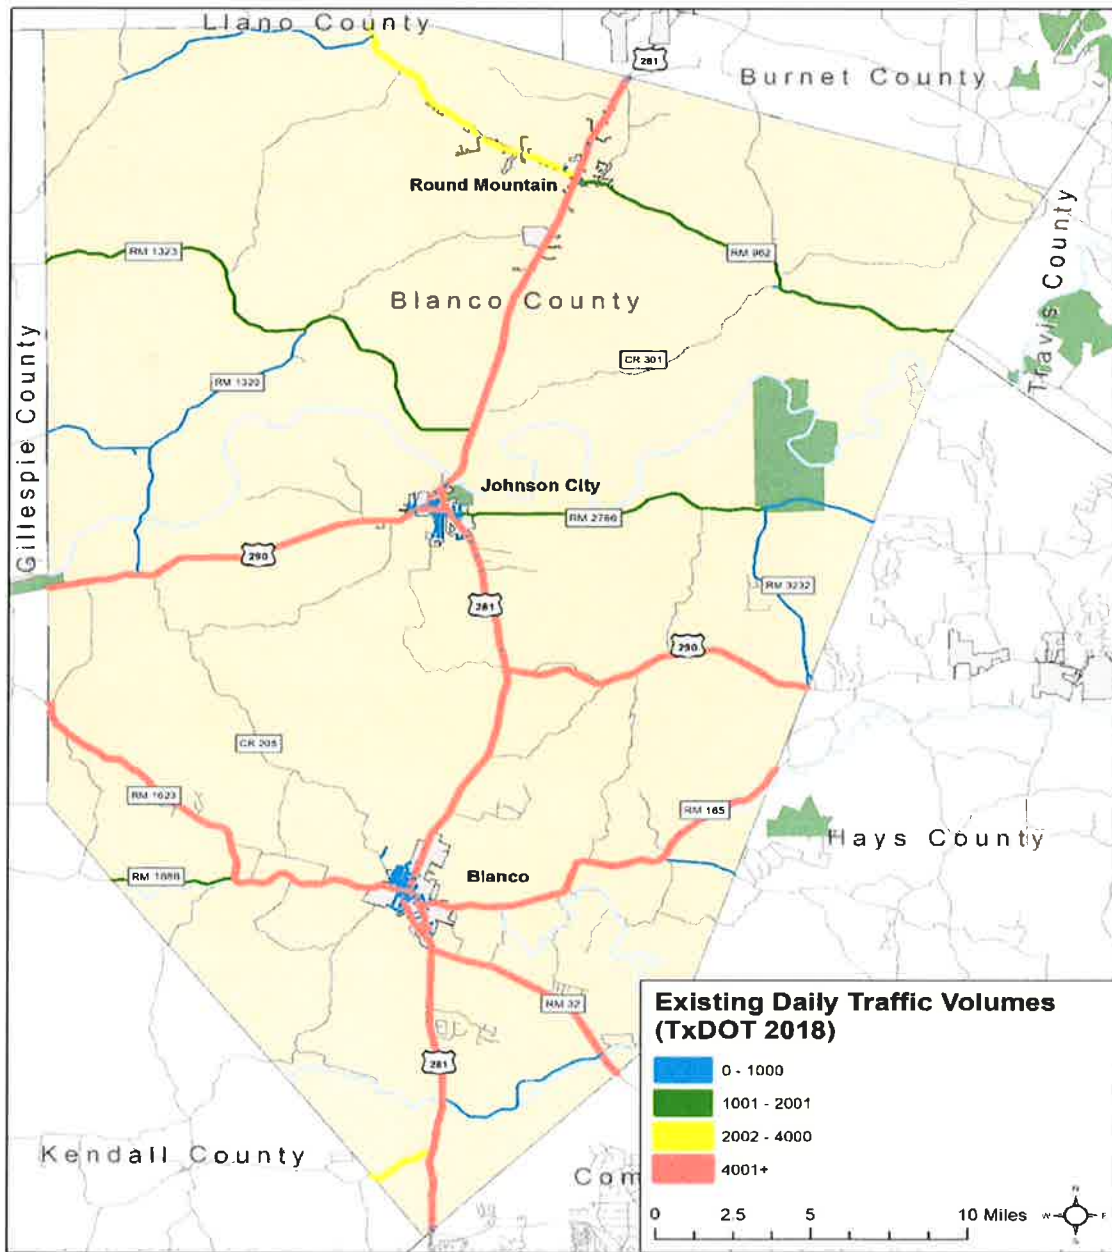 Llano County
281
Burnet County
Round Mountain
RM 1323
RM 962
Travis County
Blanco County
CR 301
Gillespie County
RM 1320
Johnson City
RM 2766
290
RM 3232
281
290
CR 205
RM 1623
RM 165
Hays County
RM 1888
Blanco
RM 32
281
Kendall County
Com
Existing Daily Traffic Volumes
(TxDOT 2018)
0 - 1000
1001 - 2001
2002 - 4000
4001+
0 2.5 5 10 Miles
N
W E
S